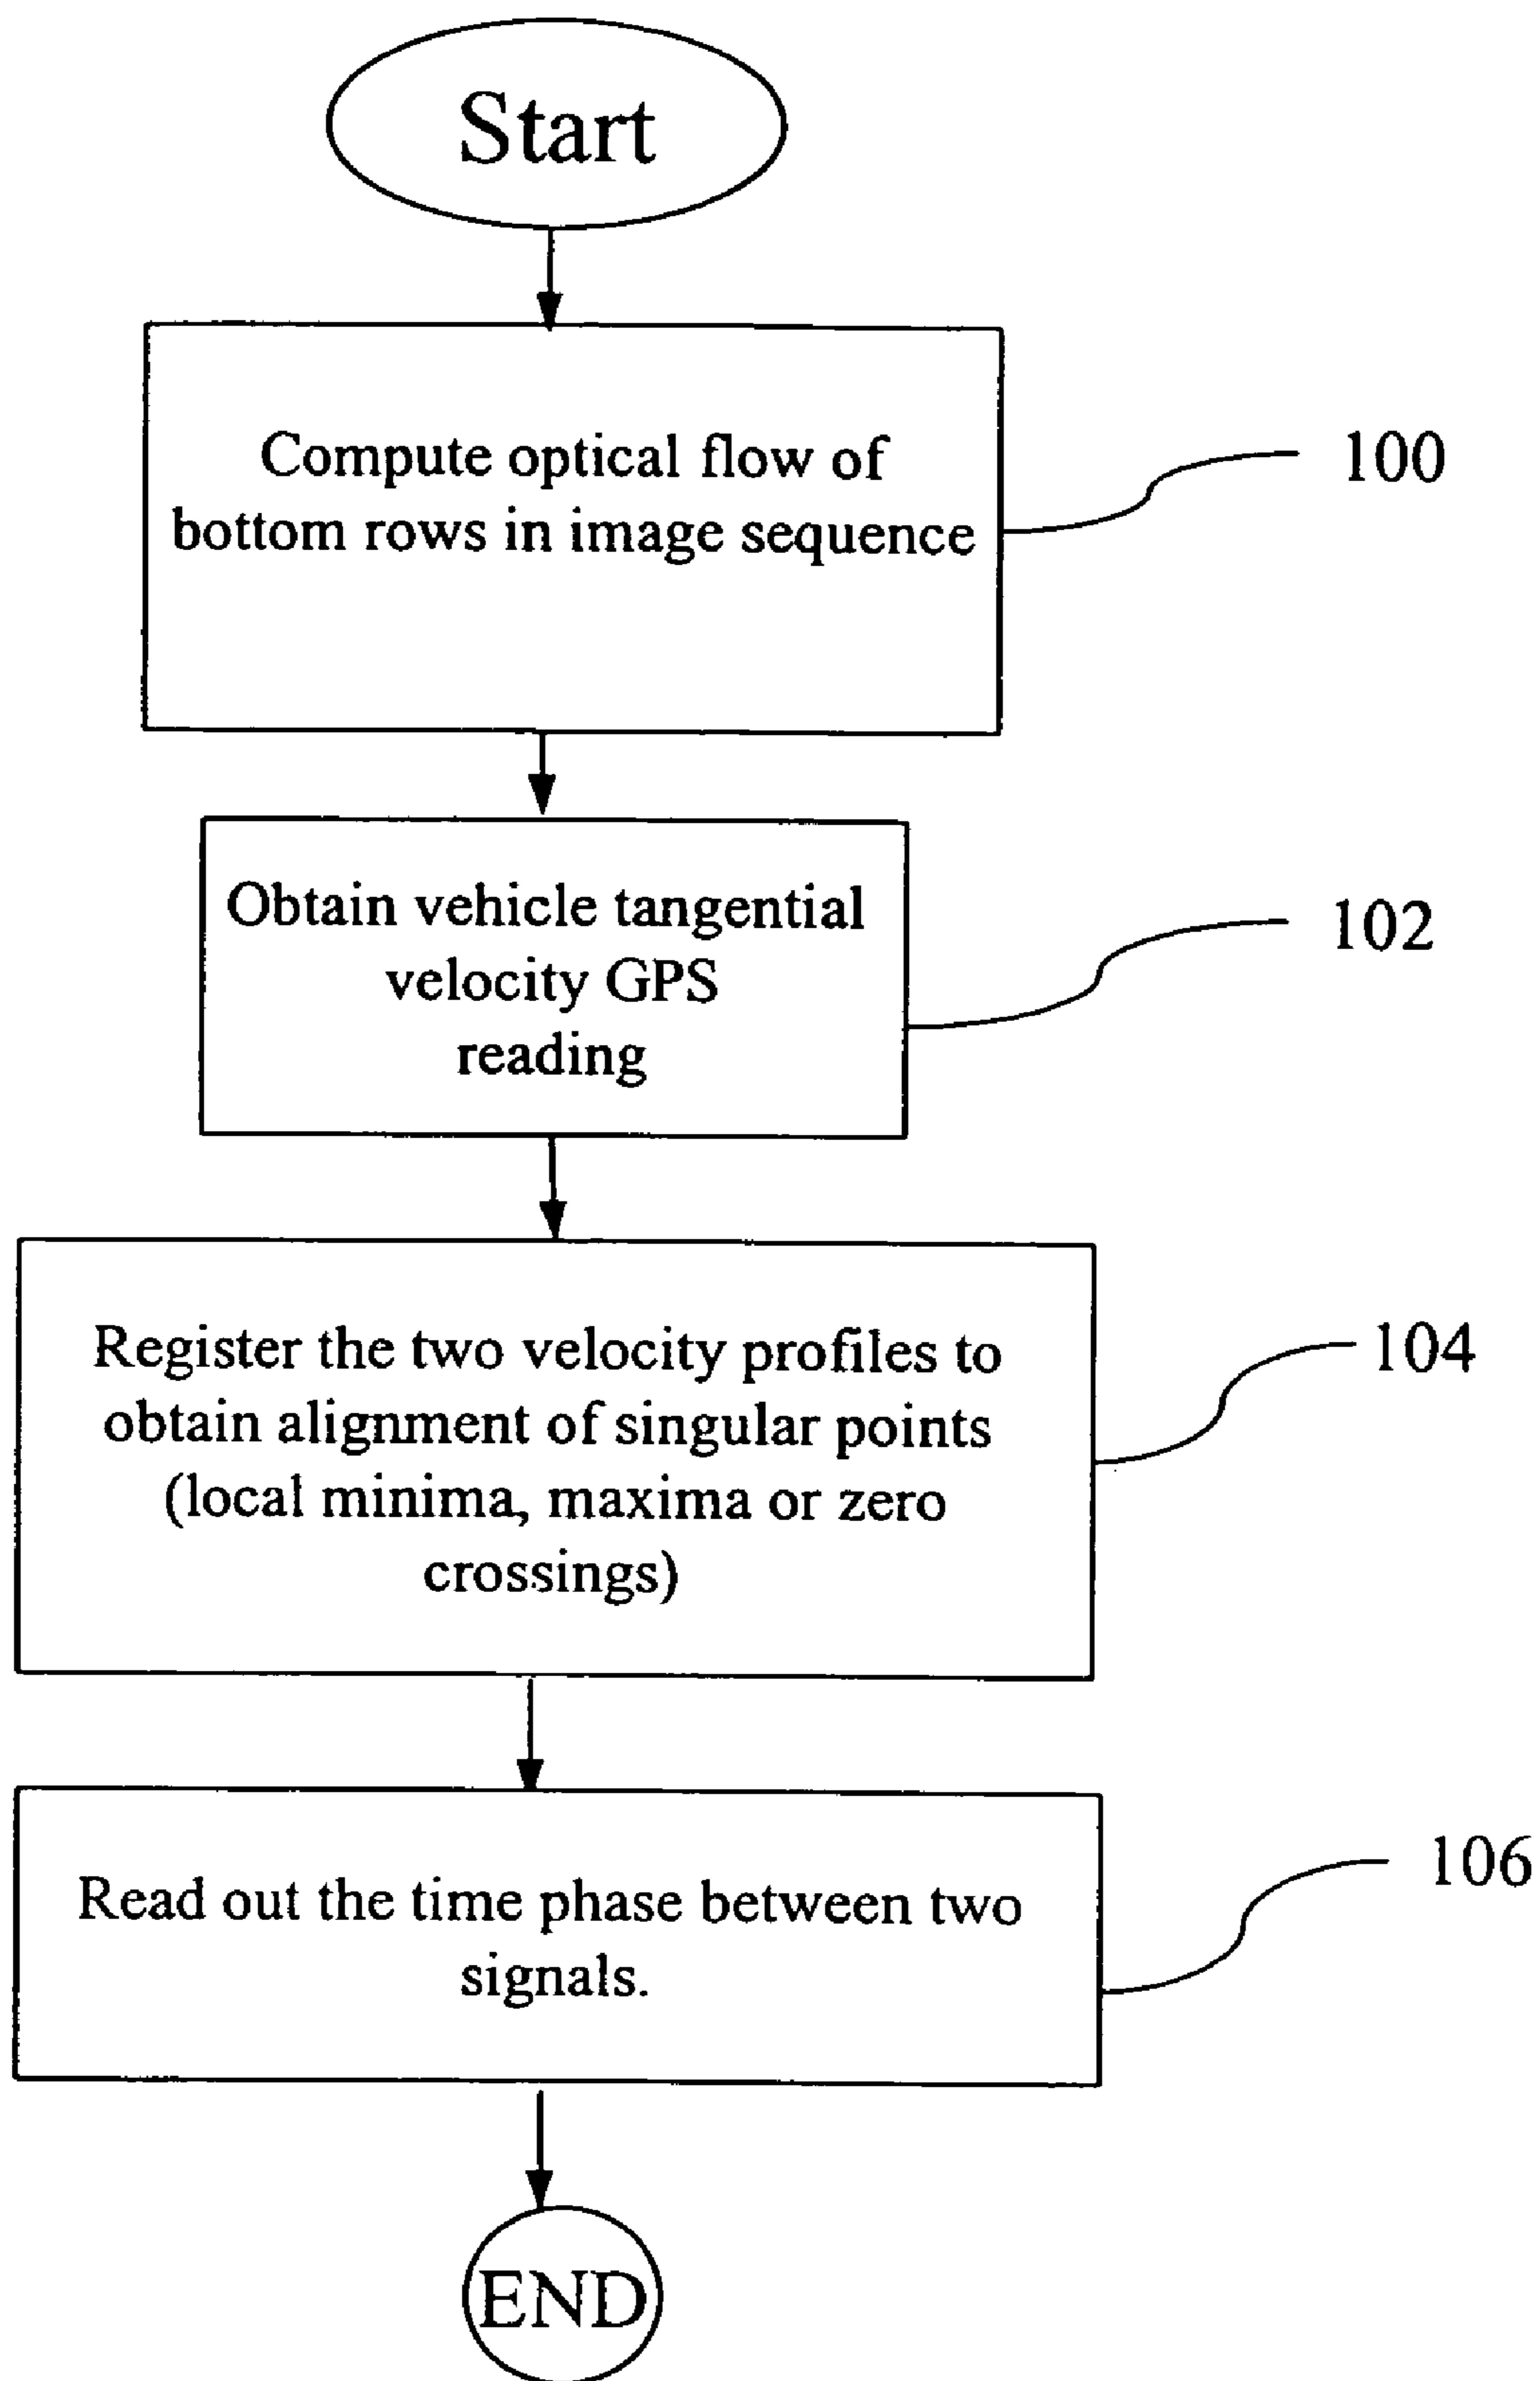 Start
Compute optical flow of
bottom rows in image sequence
100
Obtain vehicle tangential
velocity GPS
reading
102
Register the two velocity profiles to
obtain alignment of singular points
(local minima, maxima or zero
crossings)
104
Read out the time phase between two
signals.
106
END